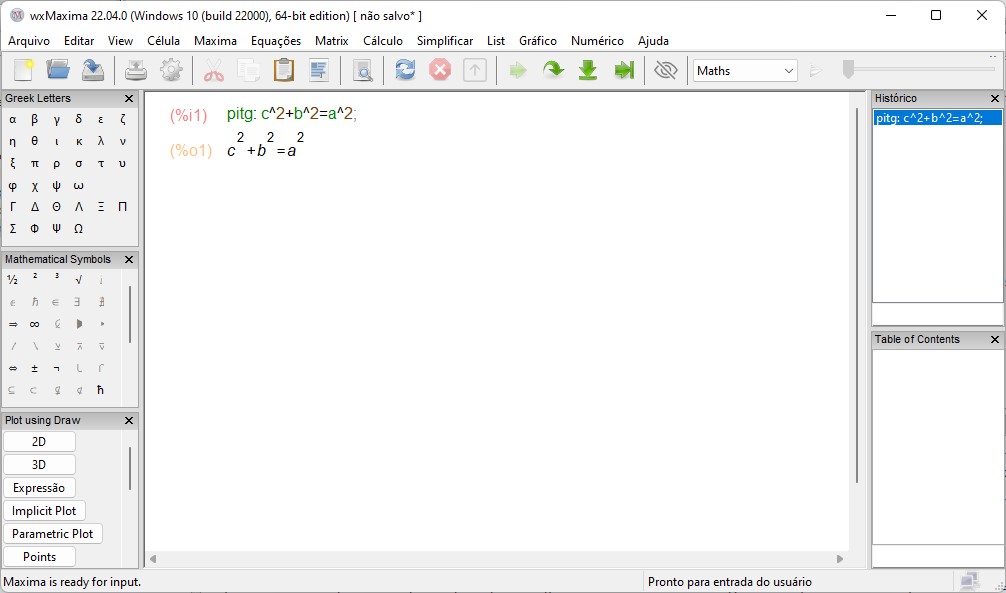 wxMaxima 22.04.0 (Windows 10 (build 22000), 64-bit edition) [ não salvo* ]
Arquivo Editar View Célula Maxima Equações Matrix Cálculo Simplificar List Gráfico Numérico Ajuda
Maths
Greek Letters
α β γ δ ε ζ
η θ ι κ λ ν
ξ π ρ σ τ υ
φ χ ψ ω
Γ Δ Θ Λ Ξ Π
Σ Φ Ψ Ω
Mathematical Symbols
½ ² ³ √ ⅈ
ⅇ ℏ ∈ ∃ ∄
⇒ ∞
⇔ ± ¬
ħ
Plot using Draw
2D
3D
Expressão
Implicit Plot
Parametric Plot
Points
(%i1) pitg: c^2+b^2=a^2;
(%o1) c²+b²=a²
Histórico
pitg: c^2+b^2=a^2;
Table of Contents
Maxima is ready for input.
Pronto para entrada do usuário